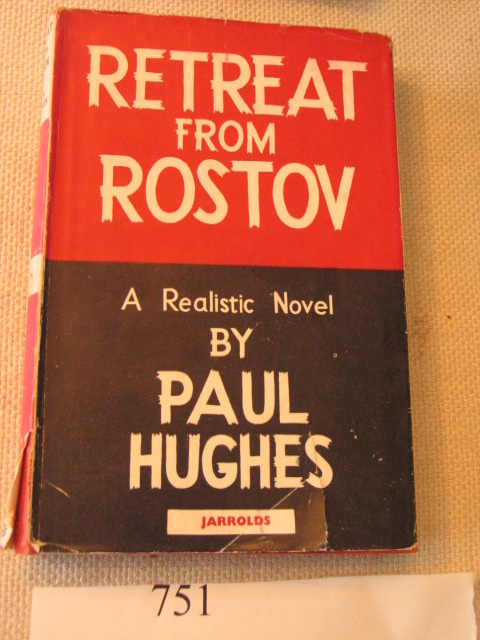 RETREAT
FROM
ROSTOV
A Realistic Novel
BY
PAUL
HUGHES
JARROLDS
751